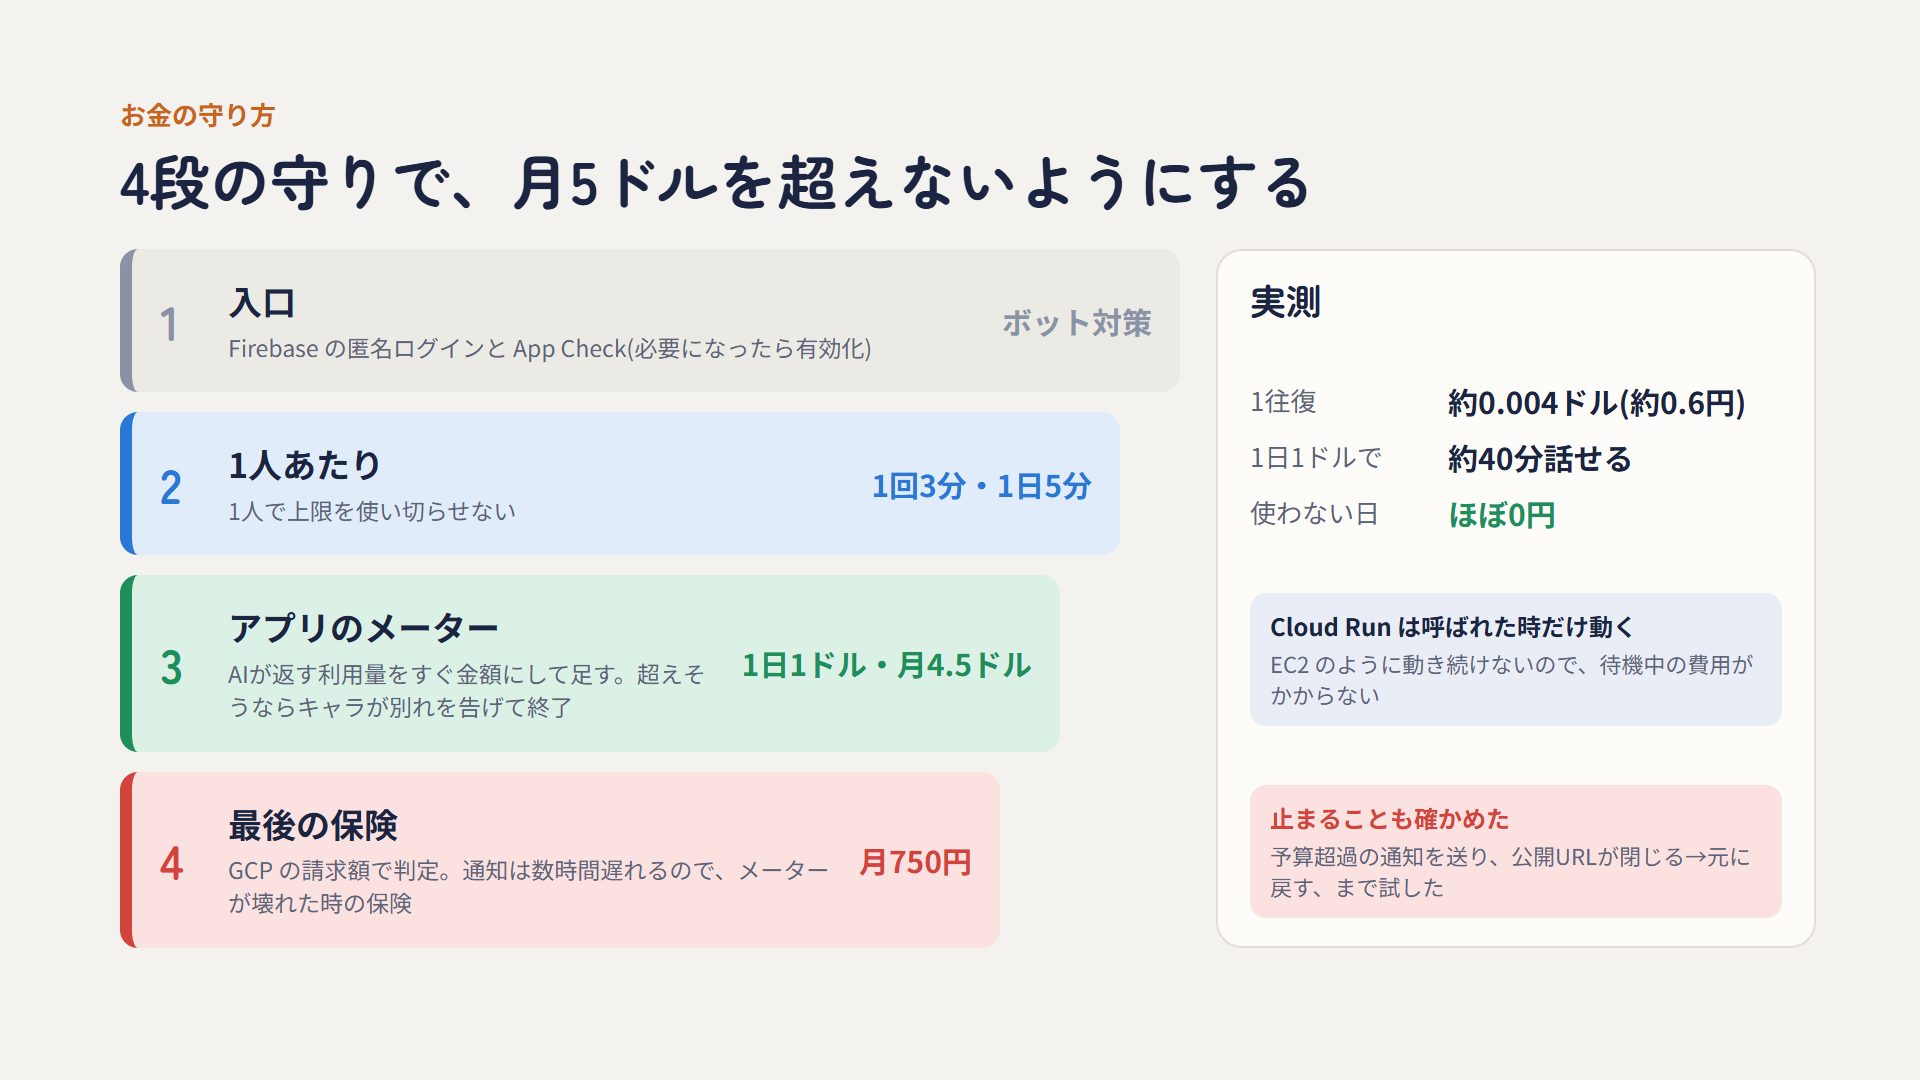 お金の守り方
4段の守りで、月5ドルを超えないようにする
1
入口
Firebase の匿名ログインと App Check(必要になったら有効化)
ボット対策
2
1人あたり
1人で上限を使い切らせない
1回3分・1日5分
3
アプリのメーター
AIが返す利用量をすぐ金額にして足す。超えそ
うならキャラが別れを告げて終了
1日1ドル・月4.5ドル
4
最後の保険
GCP の請求額で判定。通知は数時間遅れるので、メーター
が壊れた時の保険
月750円
実測
1往復 約0.004ドル(約0.6円)
1日1ドルで 約40分話せる
使わない日 ほぼ0円
Cloud Run は呼ばれた時だけ動く
EC2 のように動き続けないので、待機中の費用が
かからない
止まることも確かめた
予算超過の通知を送り、公開URLが閉じる→元に
戻す、まで試した